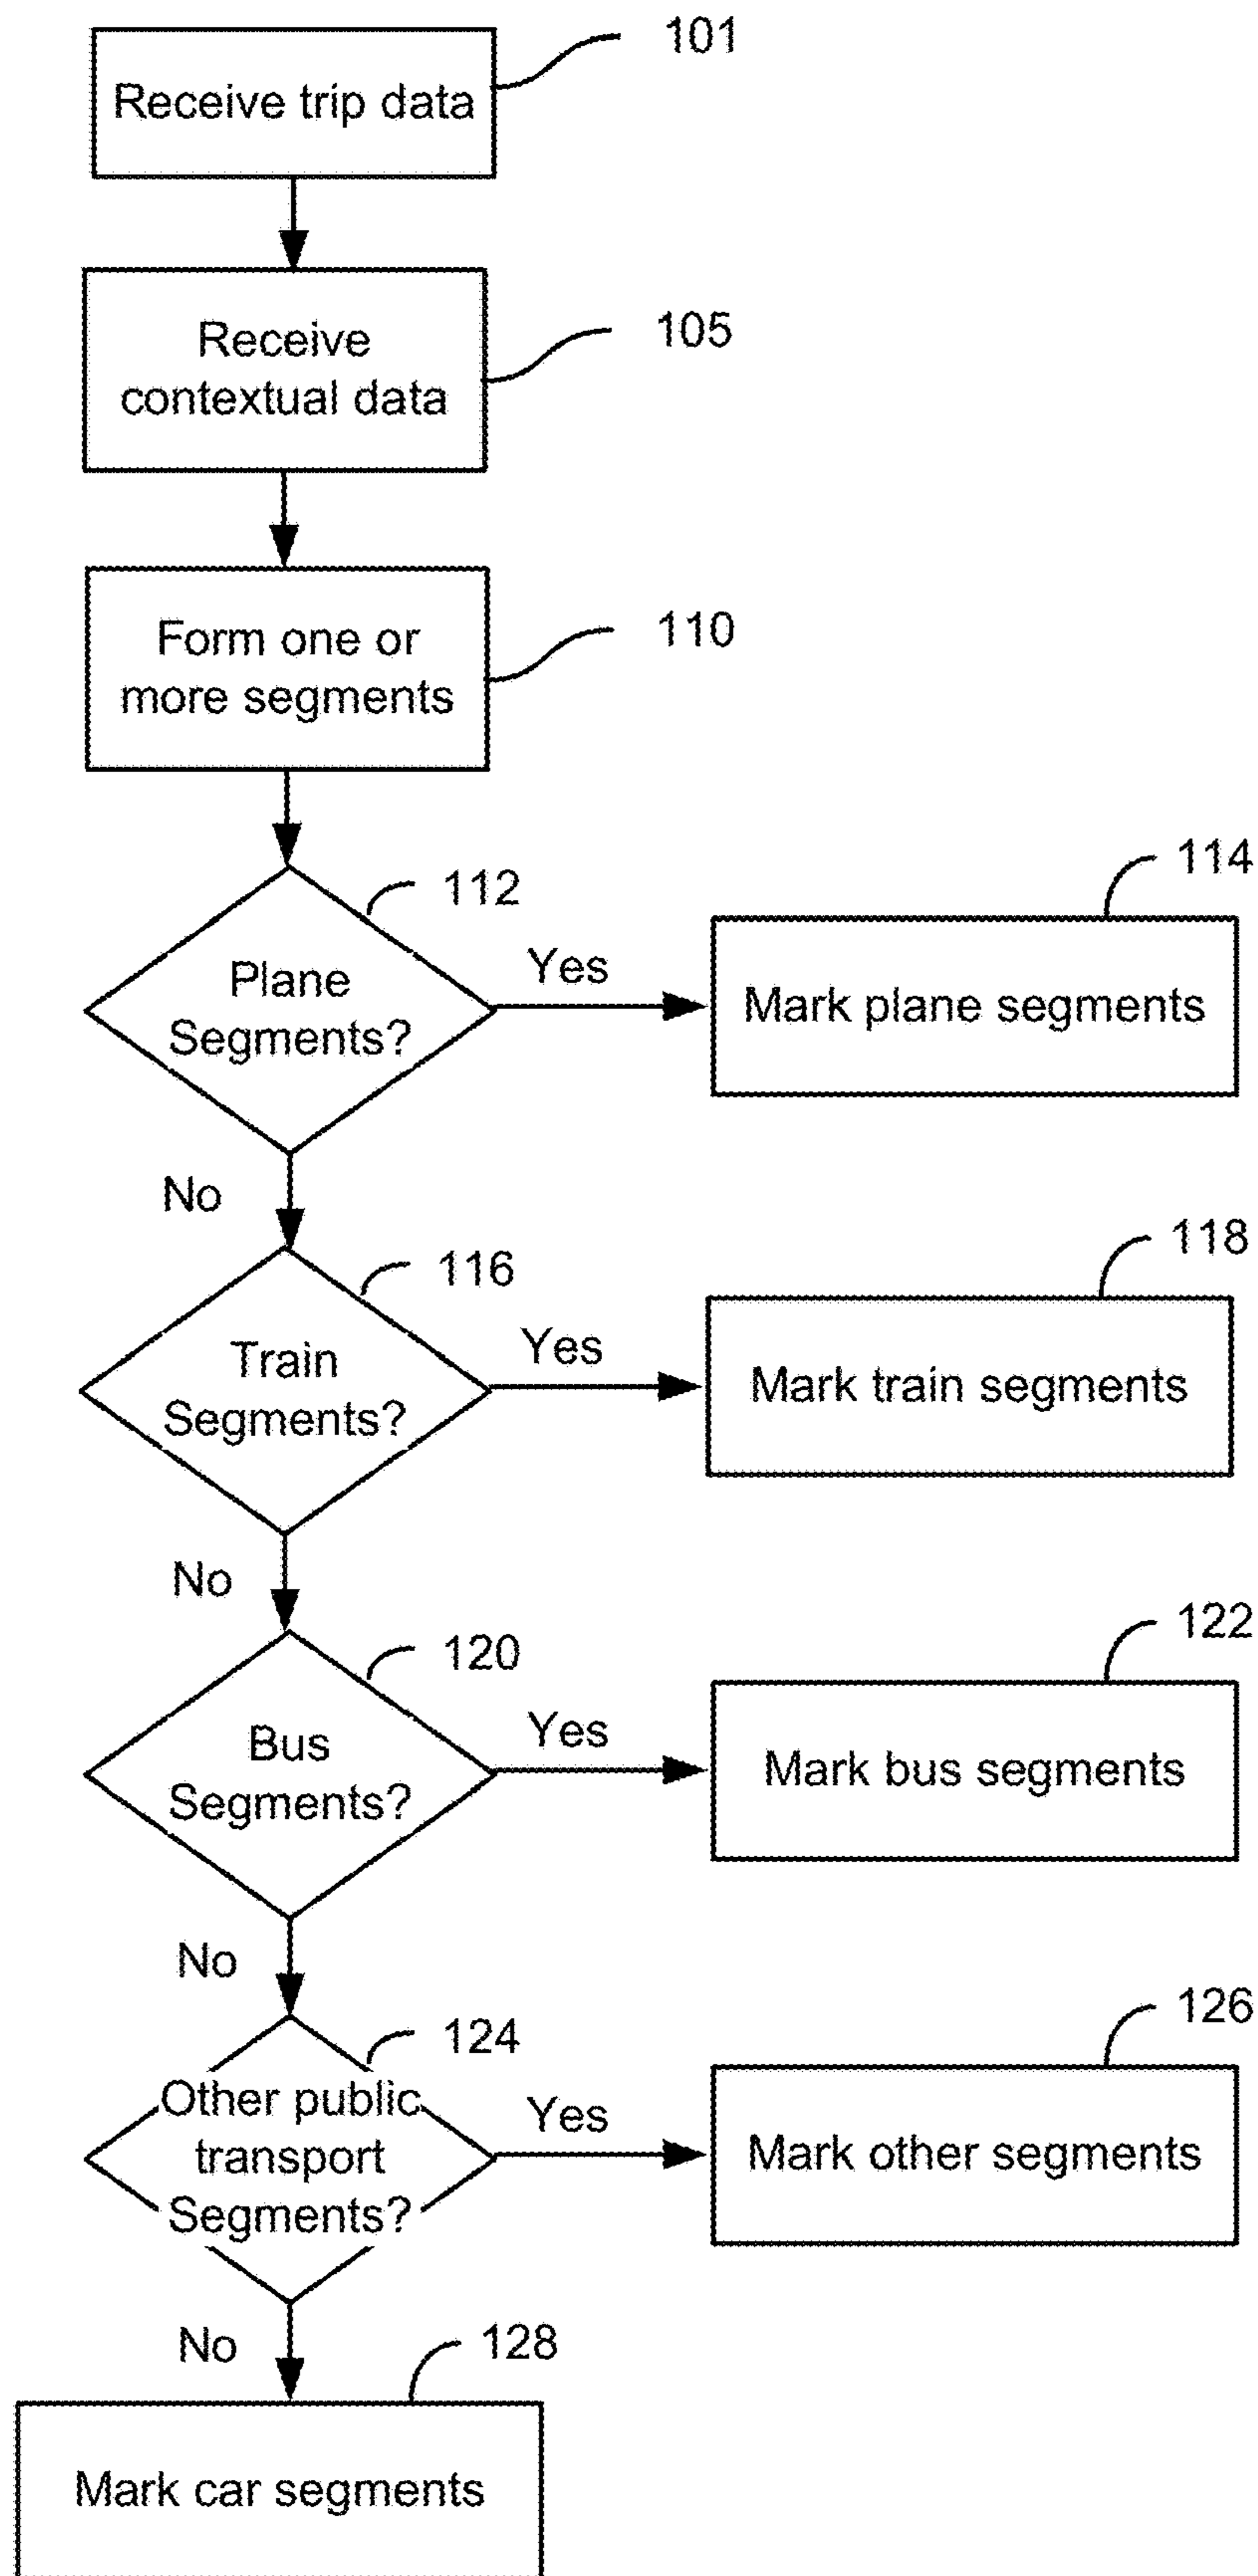 101
Receive trip data
105
Receive
contextual data
110
Form one or
more segments
112
114
Plane
Segments?
Yes
Mark plane segments
No
116
118
Train
Segments?
Yes
Mark train segments
No
120
122
Bus
Segments?
Yes
Mark bus segments
No
124
126
Other public
transport
Segments?
Yes
Mark other segments
No
128
Mark car segments